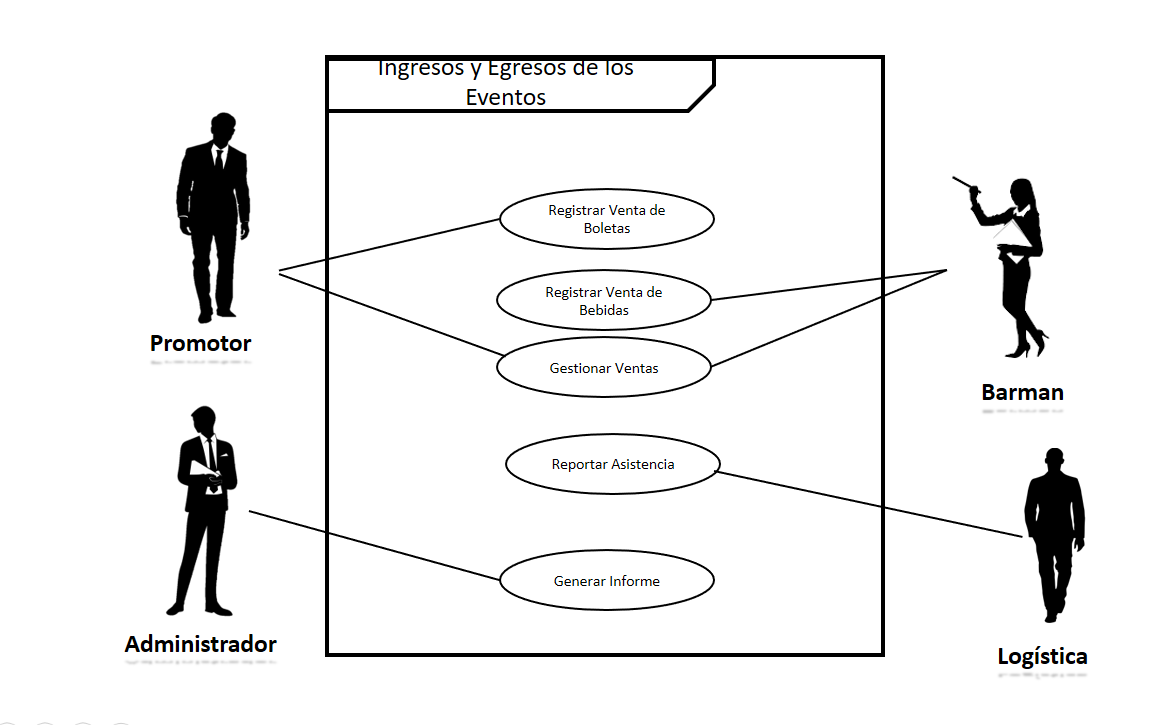 Ingresos y Egresos de los
Eventos
Registrar Venta de
Boletas
Registrar Venta de
Bebidas
Promotor
Gestionar Ventas
Barman
Reportar Asistencia
Generar Informe
Administrador
Logística